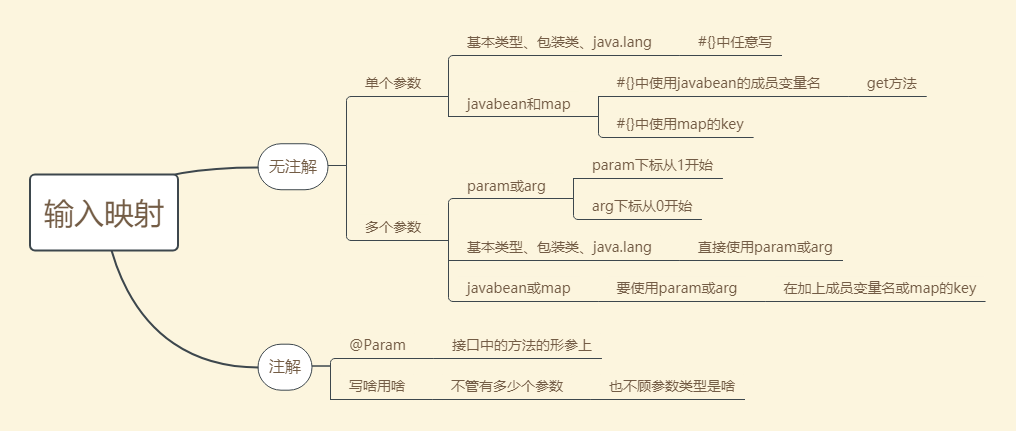 输入映射
无注解
单个参数
基本类型、包装类、java.lang
#{}中任意写
javabean和map
#{}中使用javabean的成员变量名
get方法
#{}中使用map的key
多个参数
param或arg
param下标从1开始
arg下标从0开始
基本类型、包装类、java.lang
直接使用param或arg
javabean或map
要使用param或arg
在加上成员变量名或map的key
注解
@Param
接口中的方法的形参上
写啥用啥
不管有多少个参数
也不顾参数类型是啥